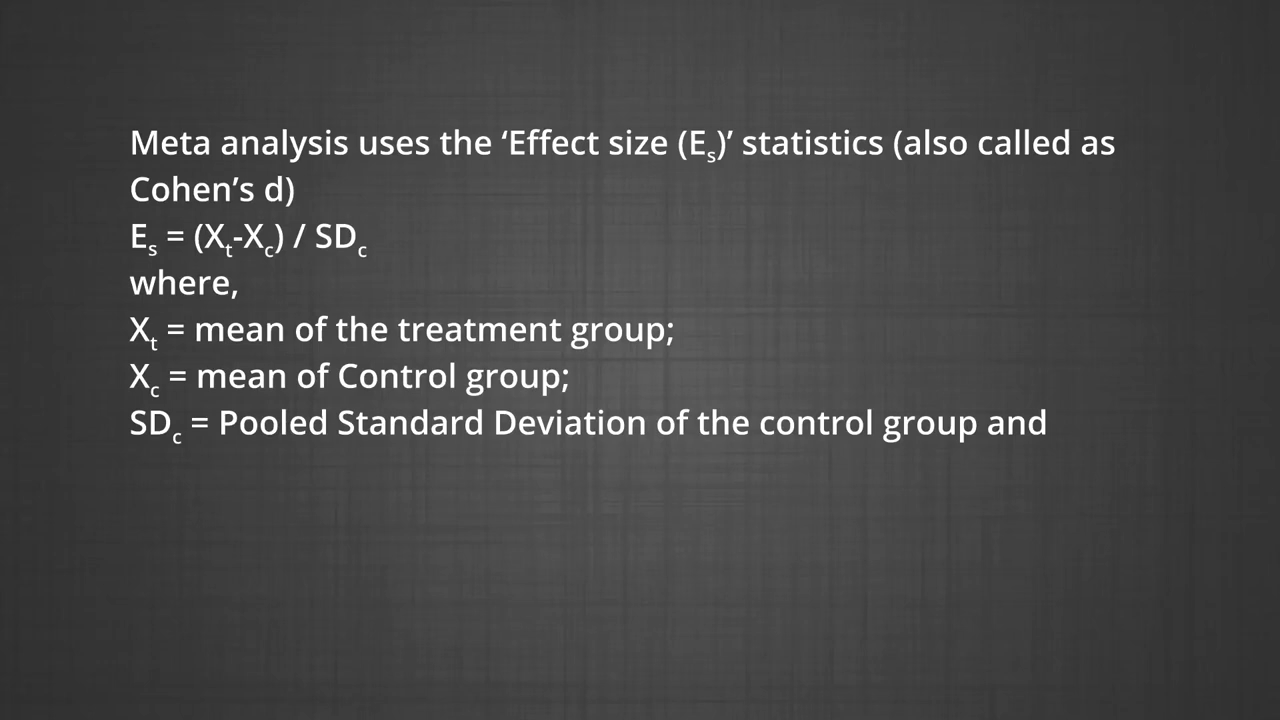 Meta analysis uses the ‘Effect size (Es)’ statistics (also called as
Cohen’s d)
Es = (Xt-Xc) / SDc
where,
Xt = mean of the treatment group;
Xc = mean of Control group;
SDc = Pooled Standard Deviation of the control group and